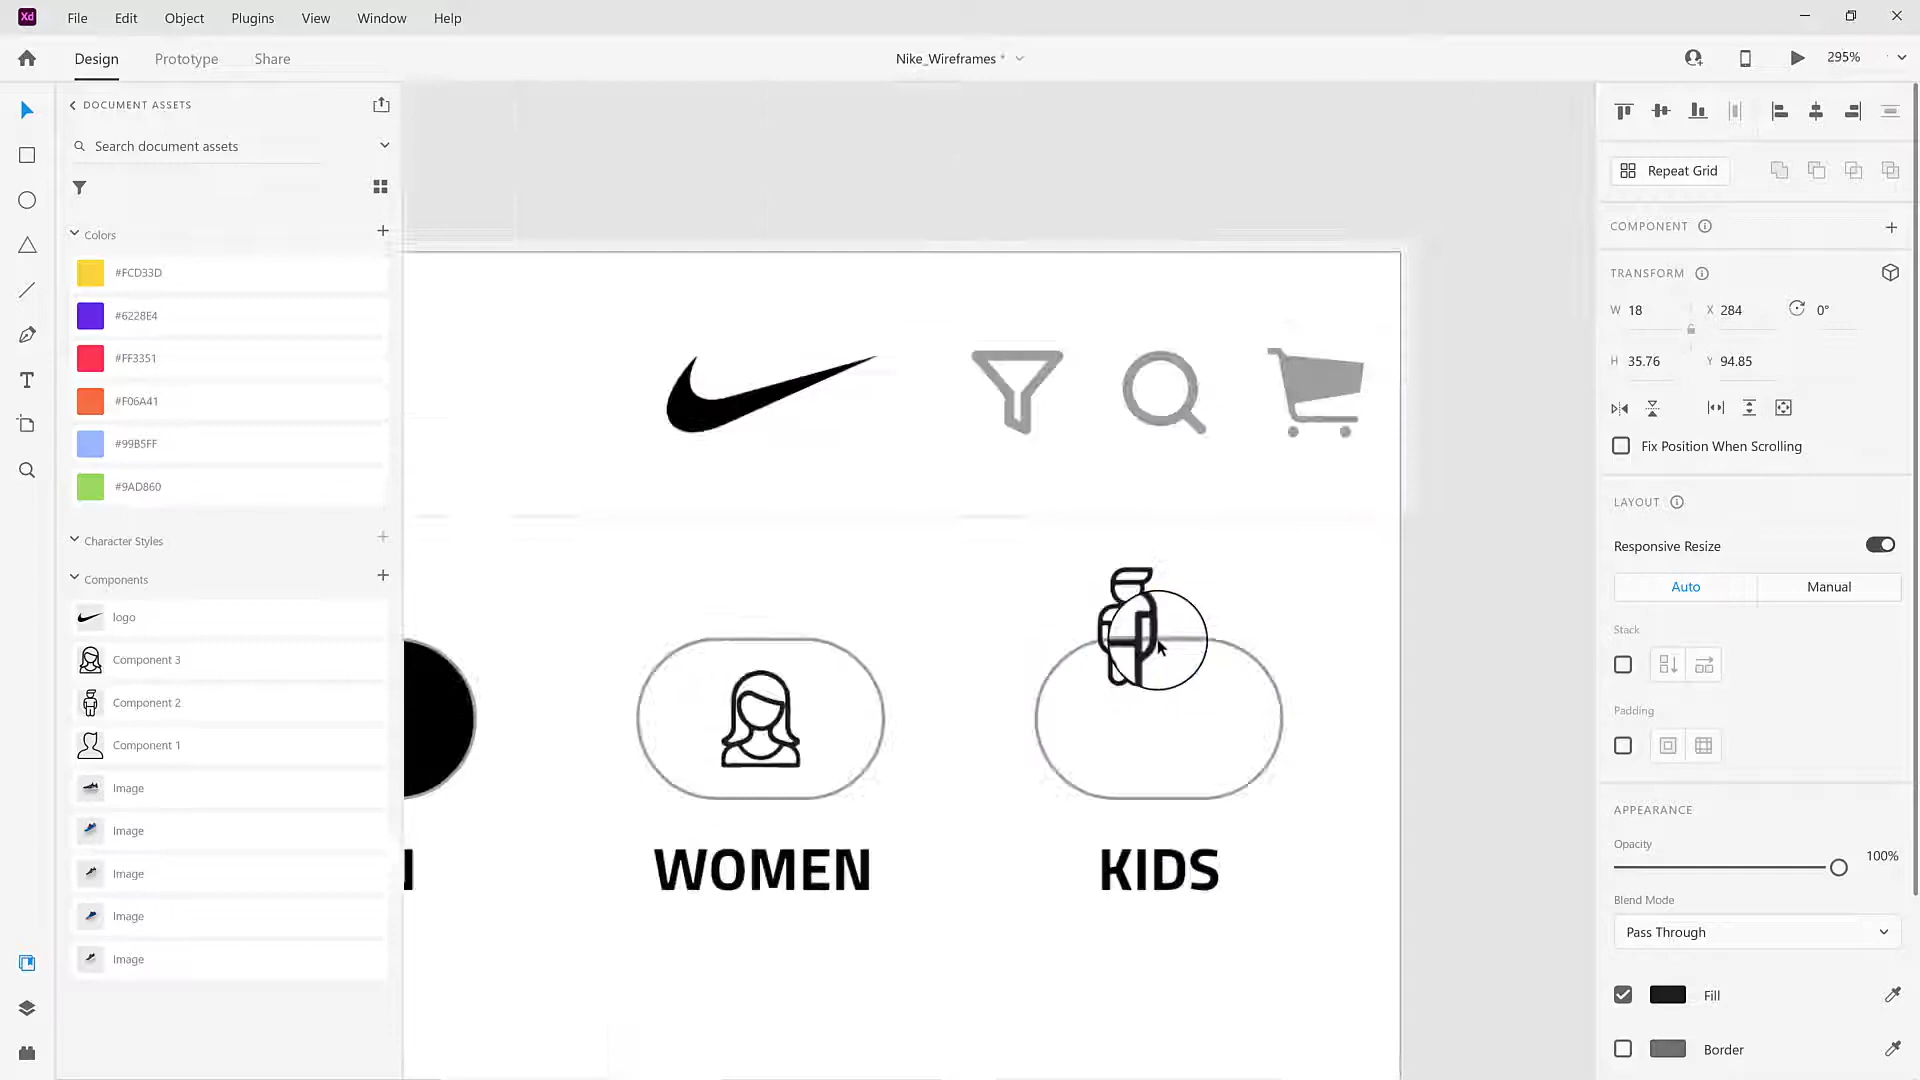 Xd File Edit Object Plugins View Window Help
Design Prototype Share Nike_Wireframes * 295%
DOCUMENT ASSETS
Search document assets
Colors
#FCD33D
#6228E4
#FF3351
#F06A41
#99B5FF
#9AD860
Character Styles
Components
logo
Component 3
Component 2
Component 1
Image
Image
Image
Image
Image
WOMEN
KIDS
Repeat Grid
COMPONENT
TRANSFORM
W 18 X 284 0°
H 35.76 Y 94.85
Fix Position When Scrolling
LAYOUT
Responsive Resize
Auto Manual
Stack
Padding
APPEARANCE
Opacity
100%
Blend Mode
Pass Through
Fill
Border